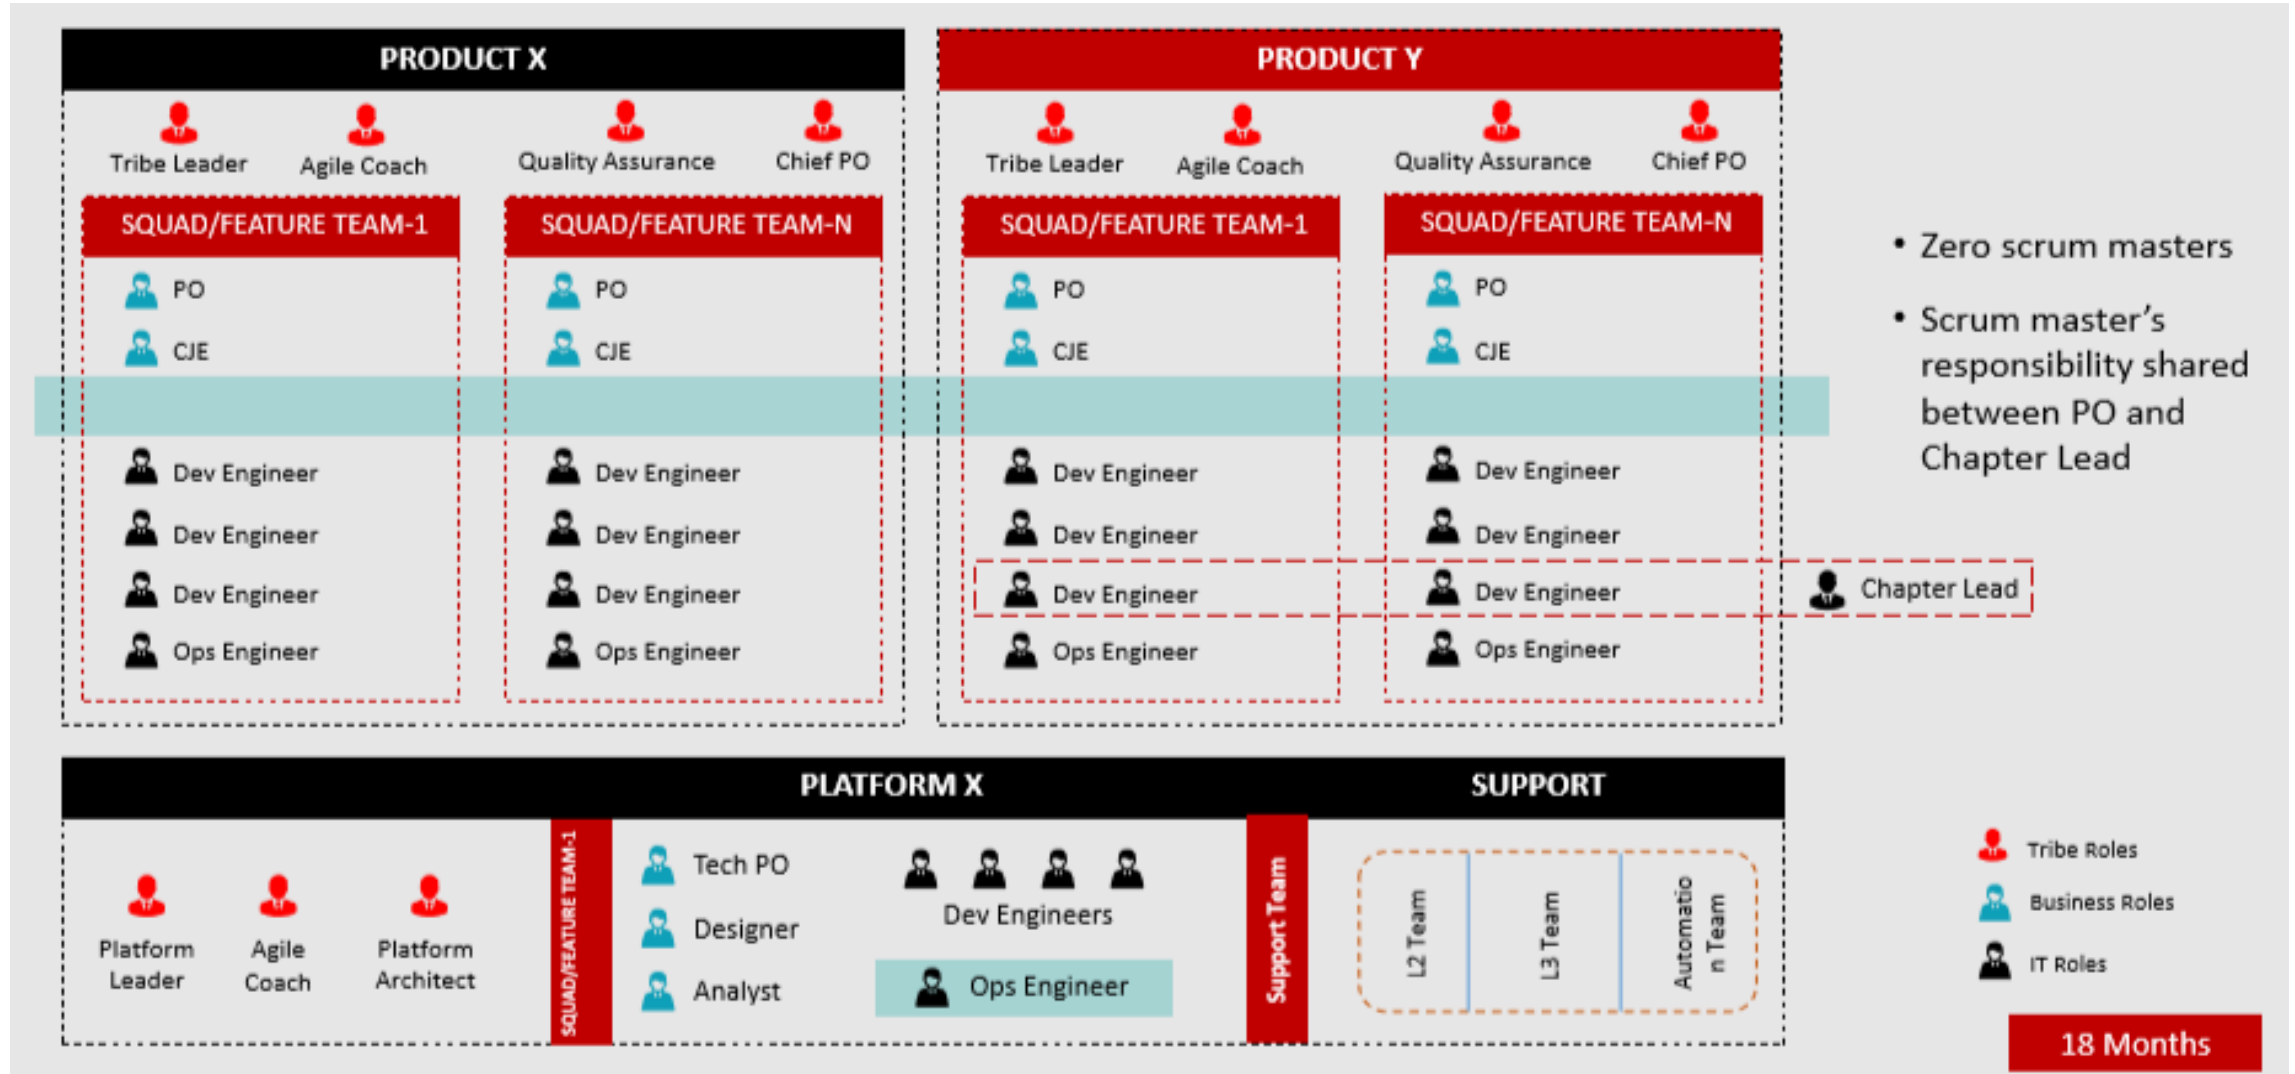 PRODUCT X
Tribe Leader
Agile Coach
Quality Assurance
Chief PO
SQUAD/FEATURE TEAM-1
PO
CJE
Dev Engineer
Dev Engineer
Dev Engineer
Ops Engineer
SQUAD/FEATURE TEAM-N
PO
CJE
Dev Engineer
Dev Engineer
Dev Engineer
Ops Engineer
PRODUCT Y
Tribe Leader
Agile Coach
Quality Assurance
Chief PO
SQUAD/FEATURE TEAM-1
PO
CJE
Dev Engineer
Dev Engineer
Dev Engineer
Ops Engineer
SQUAD/FEATURE TEAM-N
PO
CJE
Dev Engineer
Dev Engineer
Dev Engineer
Ops Engineer
Chapter Lead
• Zero scrum masters
• Scrum master’s
responsibility shared
between PO and
Chapter Lead
PLATFORM X
Platform
Leader
Agile
Coach
Platform
Architect
SQUAD/FEATURE TEAM-1
Tech PO
Designer
Analyst
Dev Engineers
Ops Engineer
SUPPORT
Support Team
L2 Team
L3 Team
Automatio
n Team
Tribe Roles
Business Roles
IT Roles
18 Months